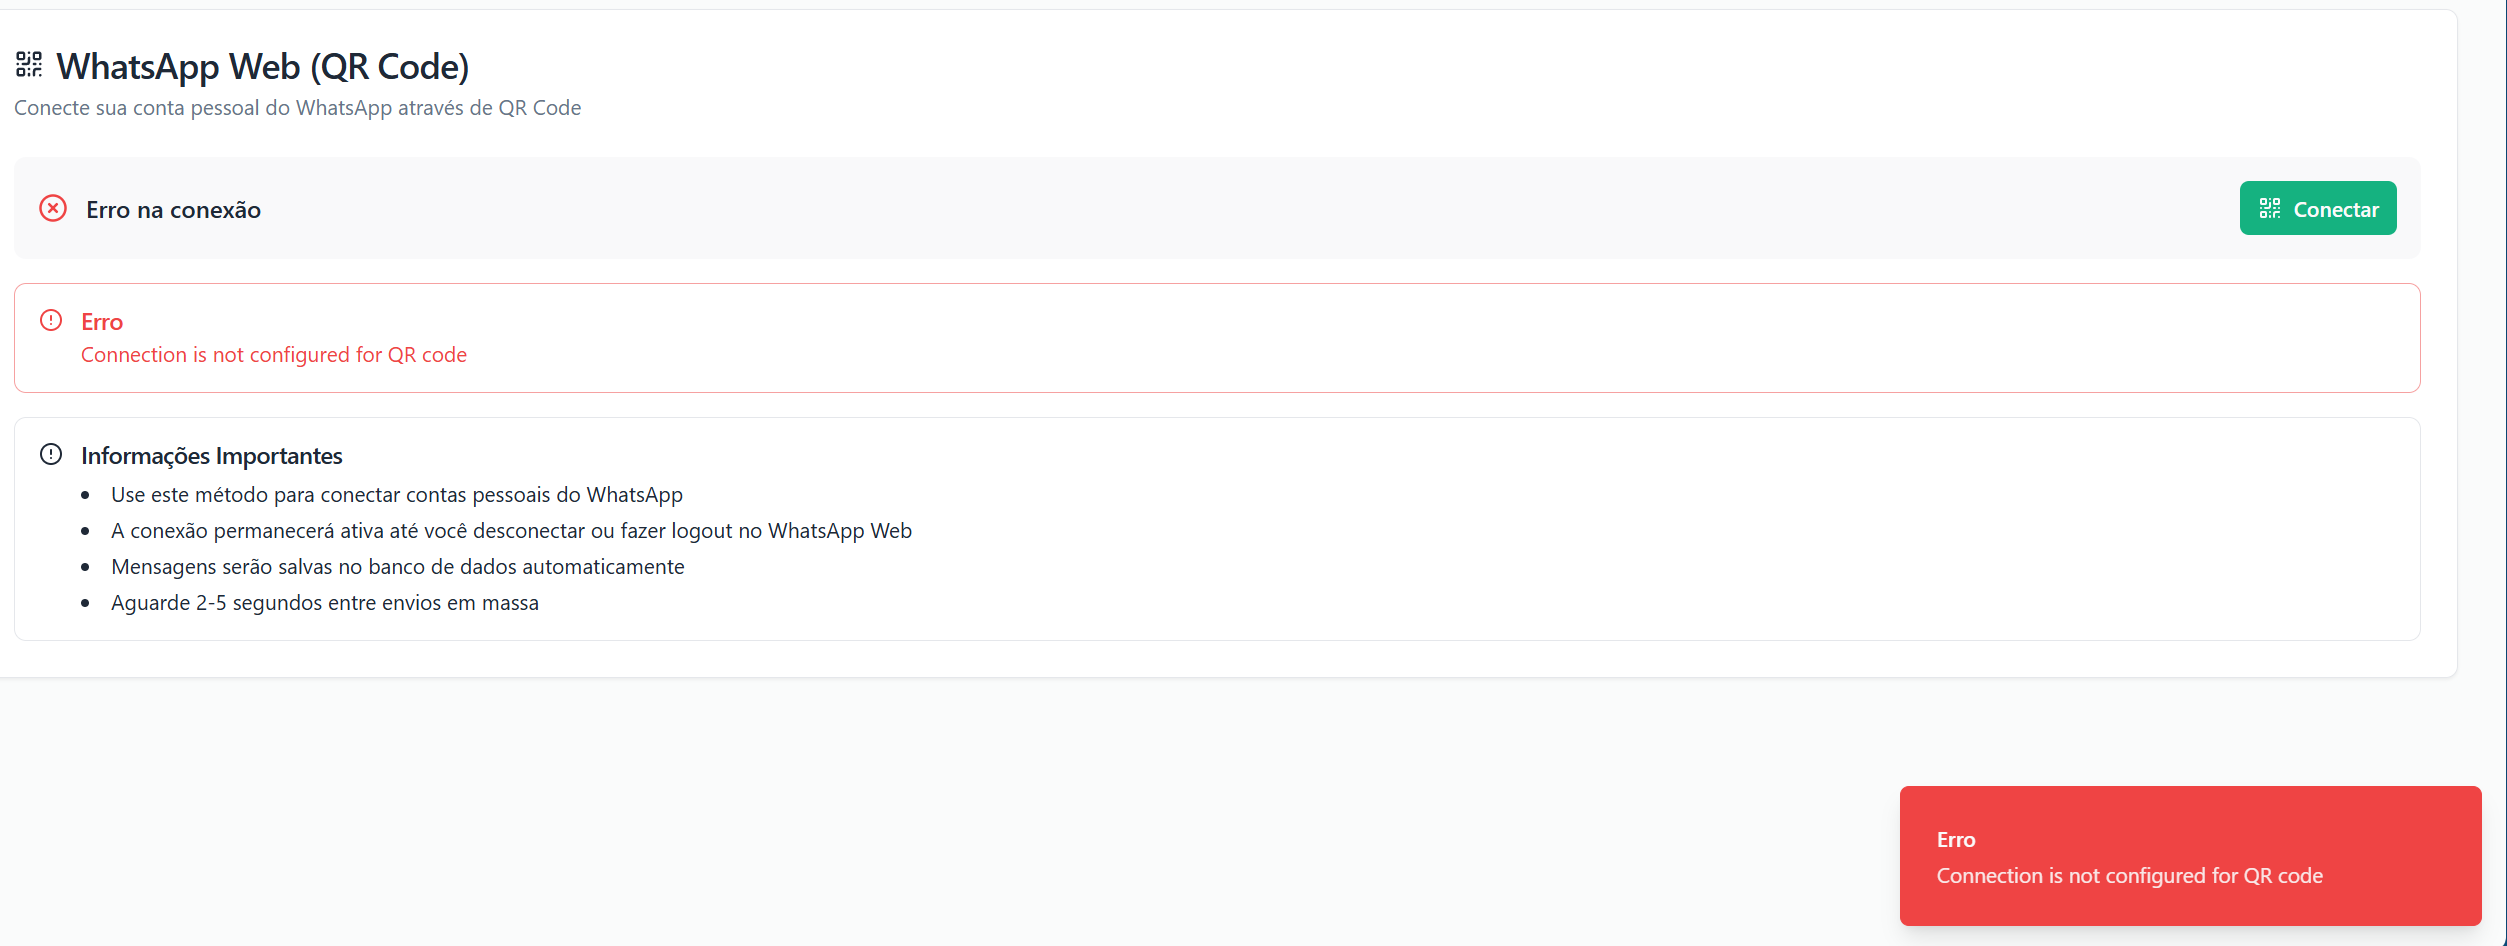 WhatsApp Web (QR Code)
Conecte sua conta pessoal do WhatsApp através de QR Code
Erro na conexão
Conectar
Erro
Connection is not configured for QR code
Informações Importantes
Use este método para conectar contas pessoais do WhatsApp
A conexão permanecerá ativa até você desconectar ou fazer logout no WhatsApp Web
Mensagens serão salvas no banco de dados automaticamente
Aguarde 2-5 segundos entre envios em massa
Erro
Connection is not configured for QR code